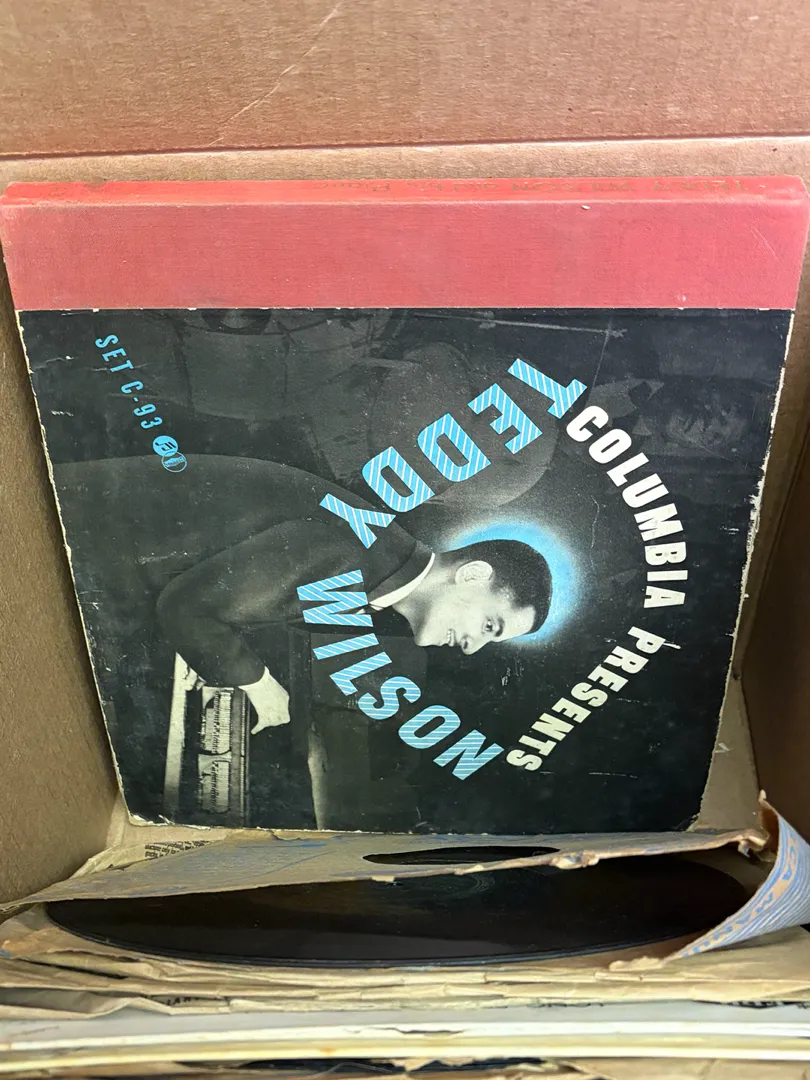 COLUMBIA PRESENTS
TEDDY
WILSON
SET C-93